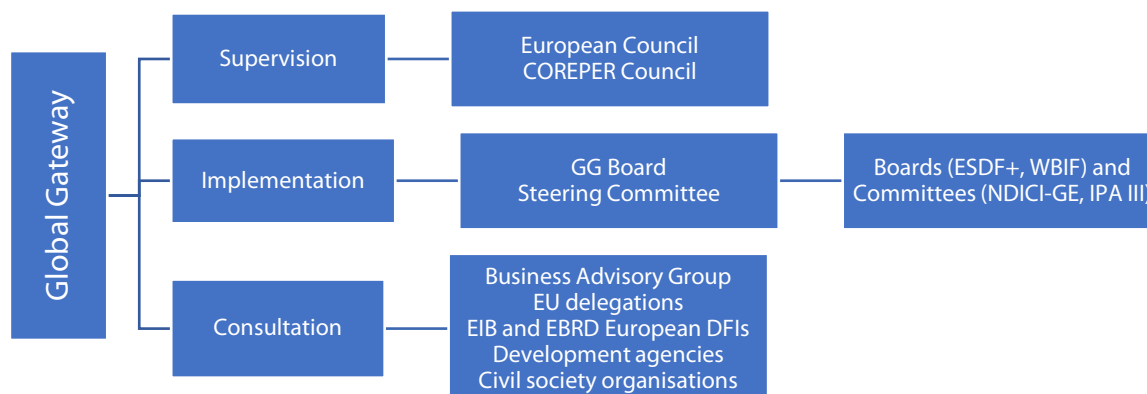 Global Gateway
Supervision
European Council
COREPER Council
Implementation
GG Board
Steering Committee
Boards (ESDF+, WBIF) and
Committees (NDICI-GE, IPA III)
Consultation
Business Advisory Group
EU delegations
EIB and EBRD European DFIs
Development agencies
Civil society organisations